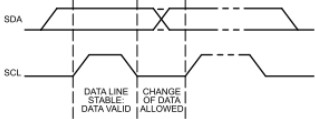 SDA
SCL
DATA LINE
STABLE:
DATA VALID
CHANGE
OF DATA
ALLOWED